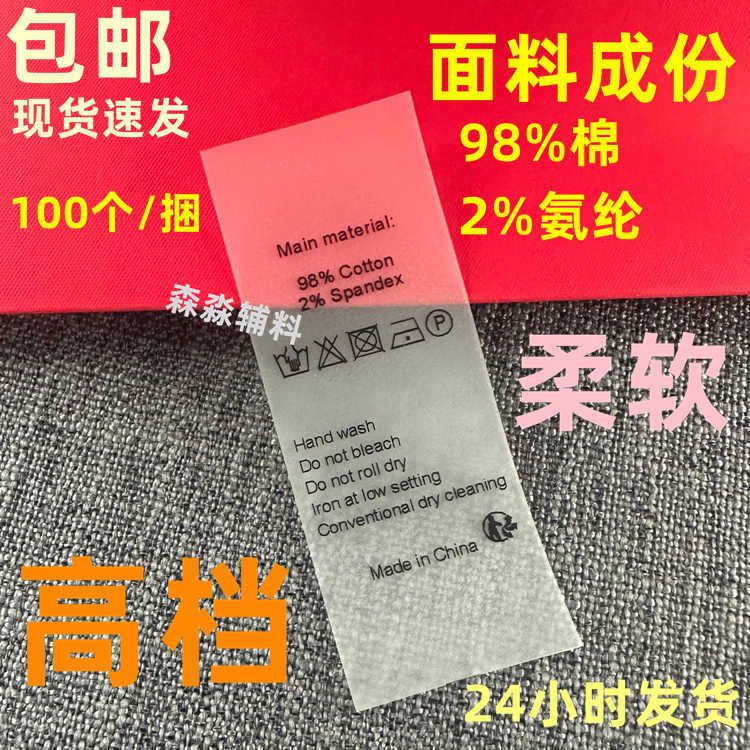 包邮
现货速发
100个/捆
面料成份
98%棉
2%氨纶
Main material:
98% Cotton
2% Spandex
森淼辅料
P
柔软
Hand wash
Do not bleach
Do not roll dry
Iron at low setting
Conventional dry cleaning
Made in China
高档
24小时发货